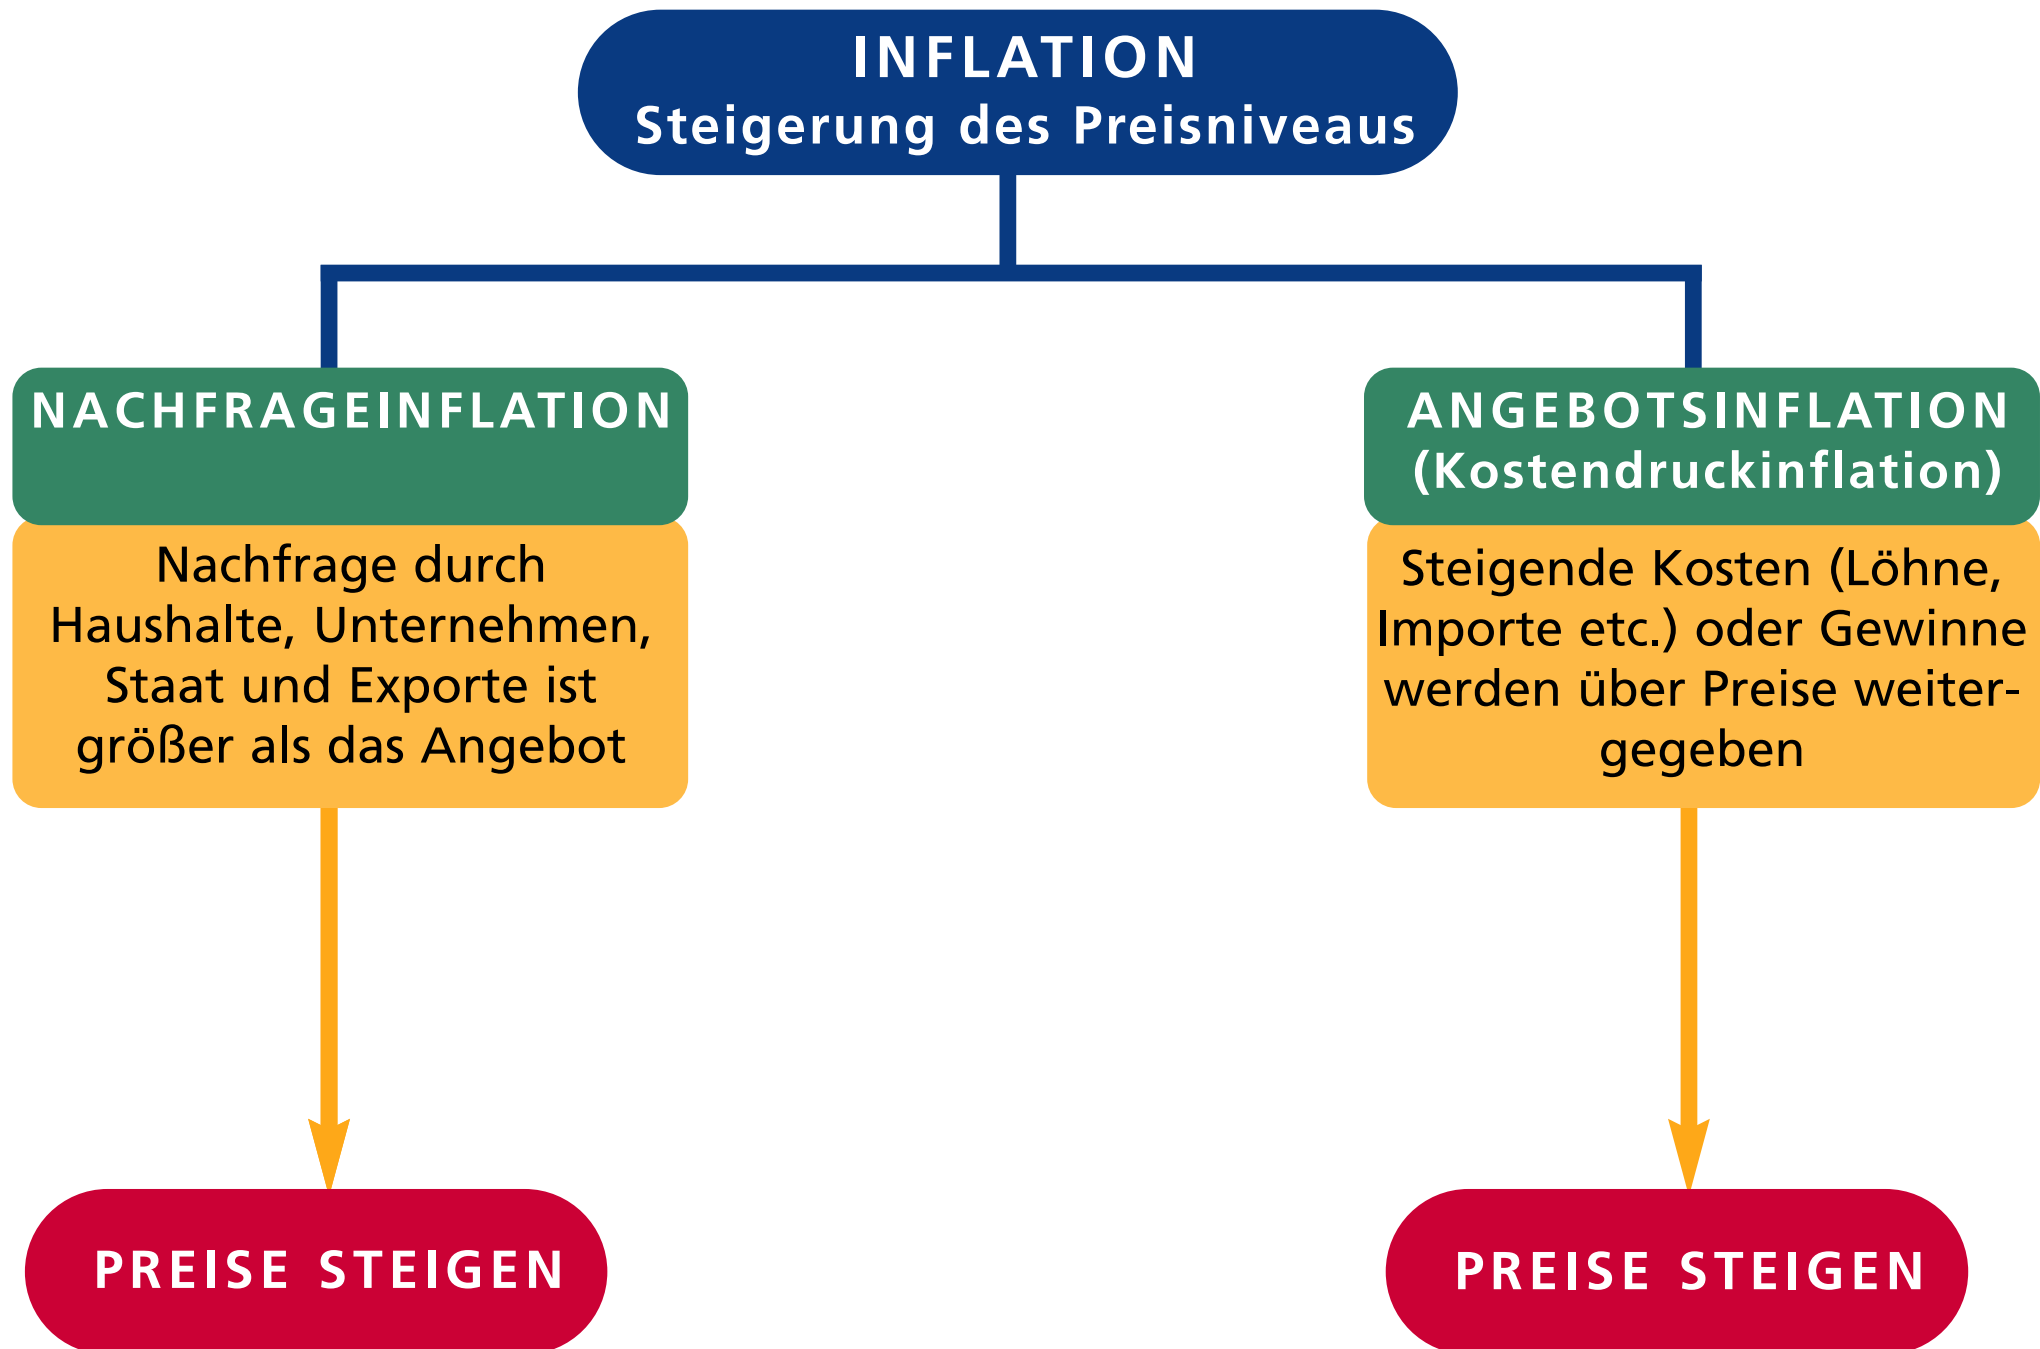 INFLATION
Steigerung des Preisniveaus
NACHFRAGEINFLATION
Nachfrage durch
Haushalte, Unternehmen,
Staat und Exporte ist
größer als das Angebot
PREISE STEIGEN
ANGEBOTSINFLATION
(Kostendruckinflation)
Steigende Kosten (Löhne,
Importe etc.) oder Gewinne
werden über Preise weiter-
gegeben
PREISE STEIGEN